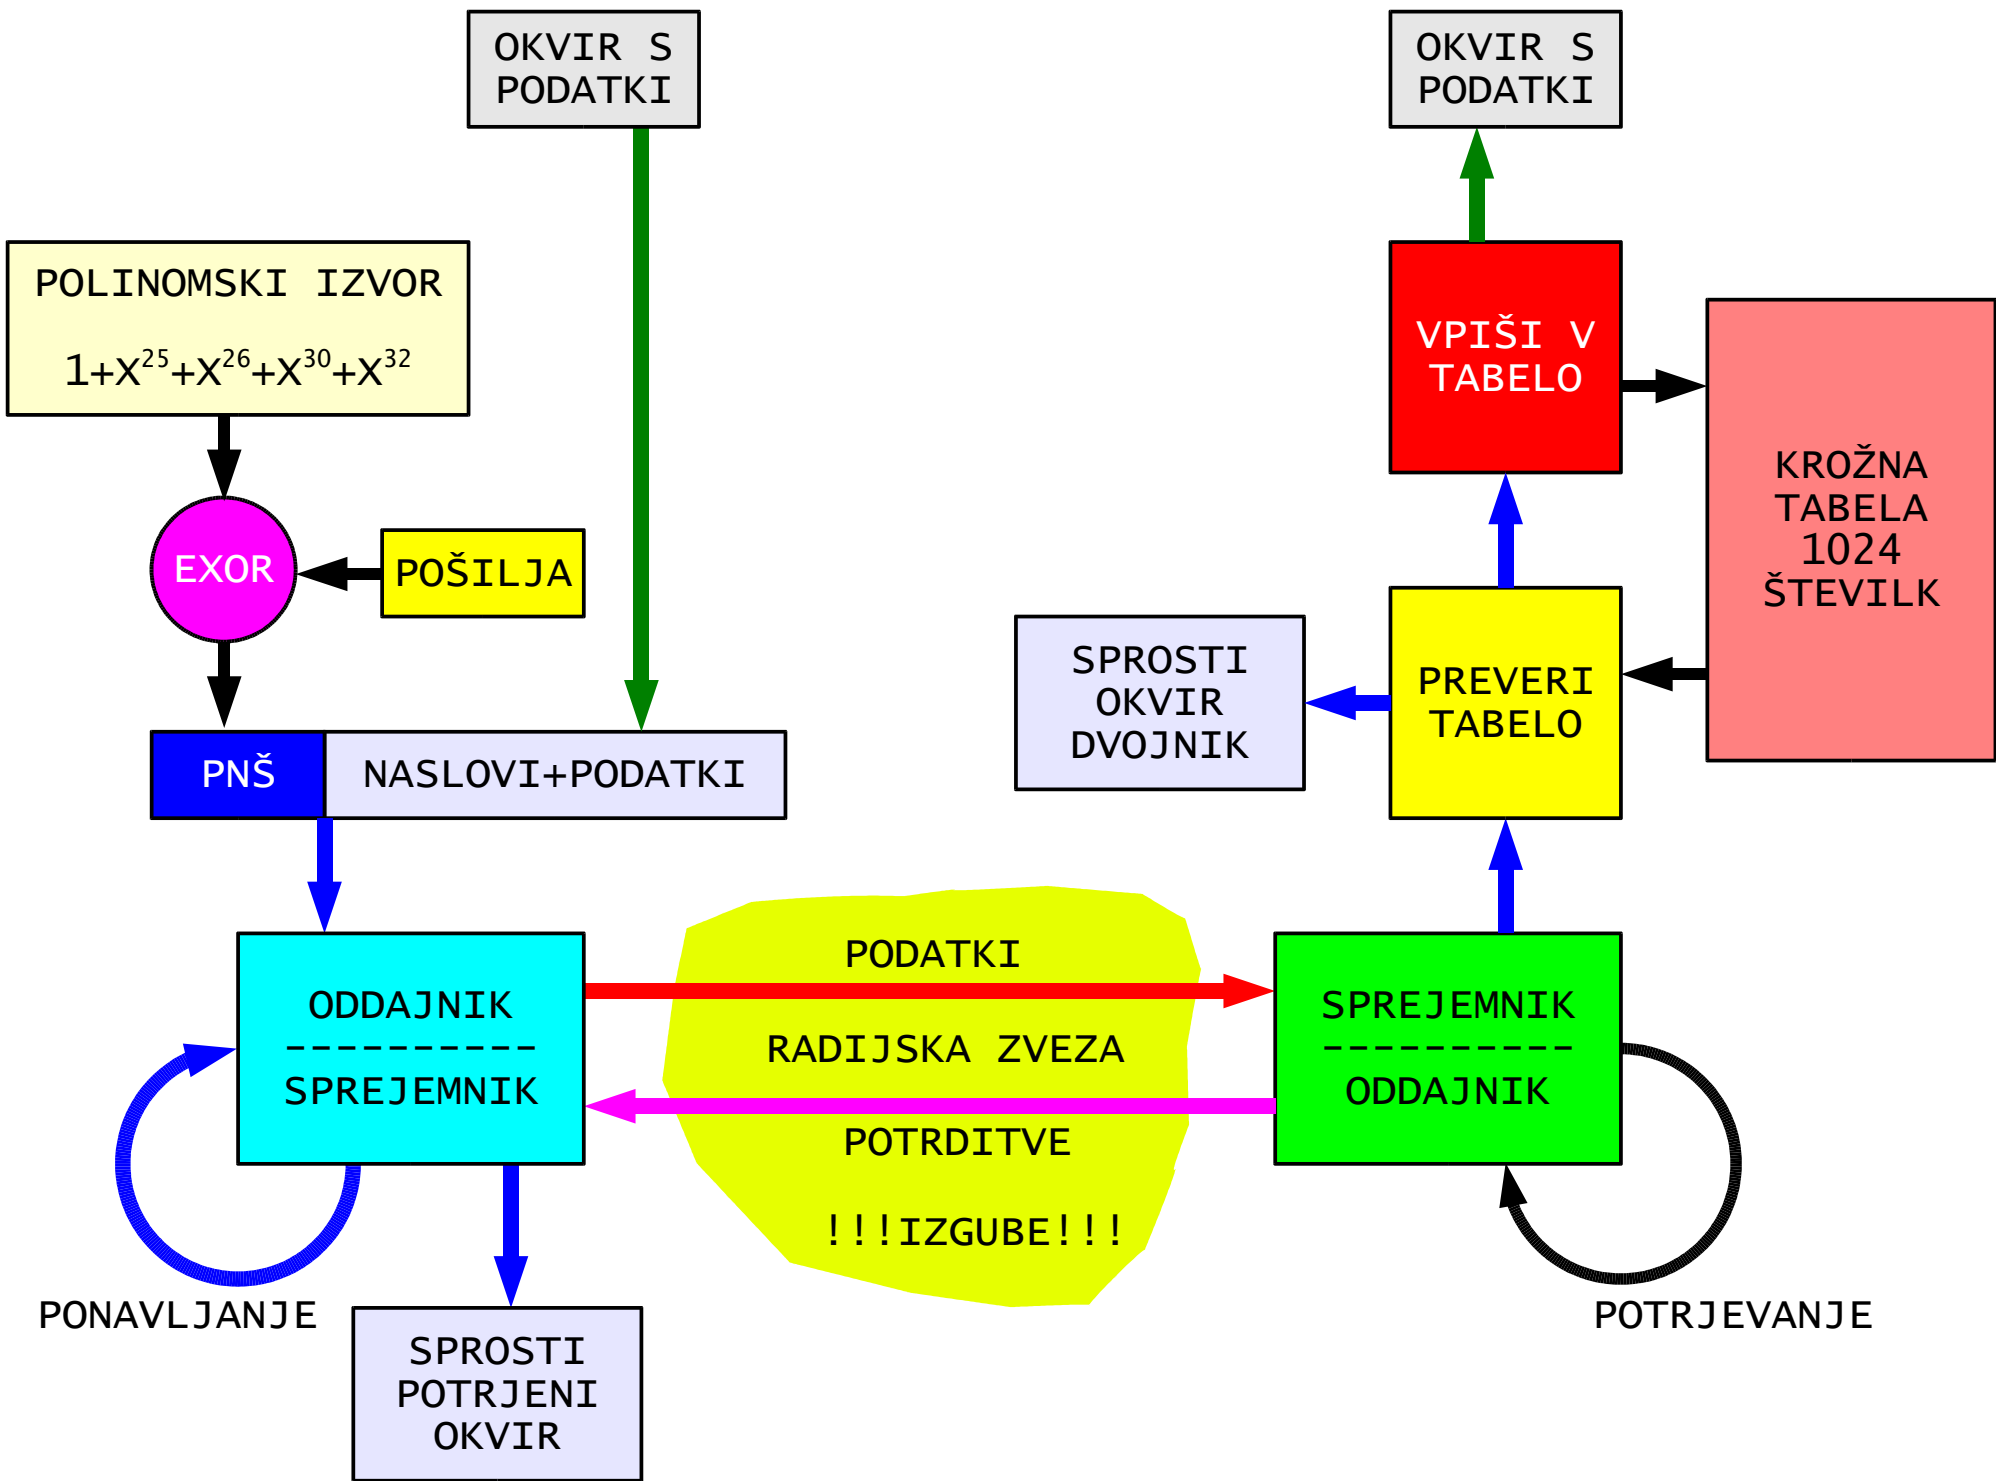 OKVIR S
PODATKI
OKVIR S
PODATKI
POLINOMSKI IZVOR
1+X²⁵+X²⁶+X³⁰+X³²
EXOR
POŠILJA
PNŠ
NASLOVI+PODATKI
VPIŠI V
TABELO
KROŽNA
TABELA
1024
ŠTEVILK
SPROSTI
OKVIR
DVOJNIK
PREVERI
TABELO
ODDAJNIK
----------
SPREJEMNIK
PODATKI
RADIJSKA ZVEZA
POTRDITVE
!!!IZGUBE!!!
SPREJEMNIK
----------
ODDAJNIK
PONAVLJANJE
SPROSTI
POTRJENI
OKVIR
POTRJEVANJE